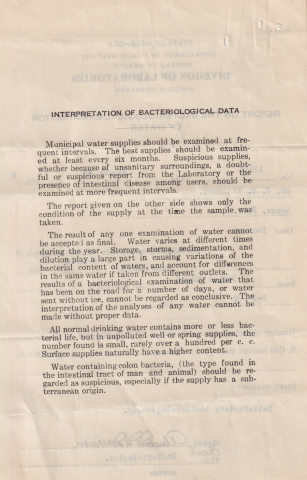 INTERPRETATION OF BACTERIOLOGICAL DATA
Municipal water supplies should be examined at fre-
quent intervals. The best supplies should be examin-
ed at least every six months. Suspicious supplies,
whether because of unsanitary surroundings, a doubt-
ful or suspicious report from the Laboratory or the
presence of intestinal disease among users, should be
examined at more frequent intervals.
The report given on the other side shows only the
condition of the supply at the time the sample was
taken.
The result of any one examination of water cannot
be accepted as final. Water varies at different times
during the year. Storage, storms, sedimentation, and
dilution play a large part in causing variations of the
bacterial content of waters, and account for differences
in the same water if taken from different outlets. The
results of a bacteriological examination of water that
has been on the road for a number of days, or water
sent without ice, cannot be regarded as conclusive. The
interpretation of the analyses of any water cannot be
made without proper data.
All normal drinking water contains more or less bac-
terial life, but in unpolluted well or spring supplies, the
number found is small, rarely over a hundred per c. c.
Surface supplies naturally have a higher content.
Water containing colon bacteria, (the type found in
the intestinal tract of man and animal) should be re-
garded as suspicious, especially if the supply has a sub-
terranean origin.